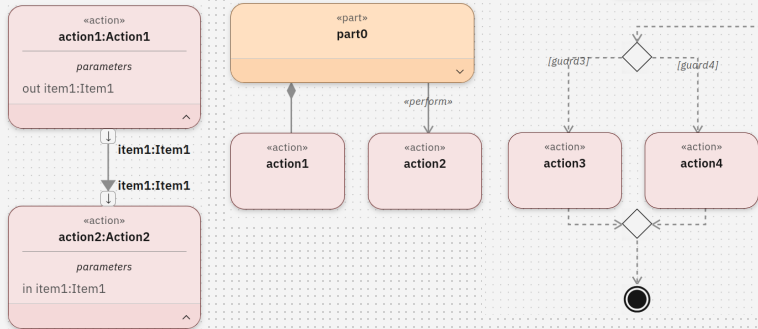 «action»
action1:Action1
parameters
out item1:Item1
item1:Item1
item1:Item1
«action»
action2:Action2
parameters
in item1:Item1
«part»
part0
«perform»
«action»
action1
«action»
action2
[guard3]
[guard4]
«action»
action3
«action»
action4